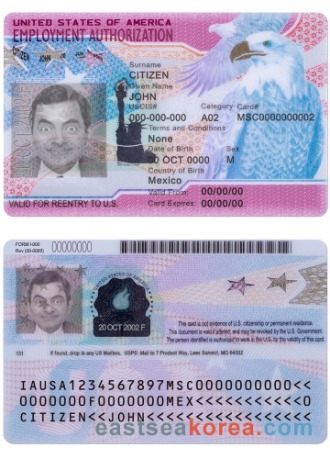 UNITED STATES OF AMERICA
EMPLOYMENT AUTHORIZATION
CITIZEN JOHN
Surname
CITIZEN
Given Name
JOHN
USCIS# Category Card#
000-000-000 A02 MSC0000000002
Terms and Conditions
None
Date of Birth Sex
00 OCT 0000 M
Country of Birth
Mexico
Valid From: 00/00/00
Card Expires: 00/00/00
VALID FOR REENTRY TO U.S.
FORM I-766
00000000
20 OCT 2002 F
This card is not evidence of U.S. citizenship or permanent residence.
This document is void if altered, and may be revoked by the U.S. Government.
The person identified is authorized to work in the U.S. for the validity of this card.
If found, drop in any US Mailbox. USPS: Mail to 7 Product Way, Lees Summit, MO 64002
IAUSA1234567897MSC0000000000<<
0000000F0000000MEX<<<<<<<<<<<0
CITIZEN<<JOHN<<<<<<<<<<<<<<<<<
eastseakorea.com